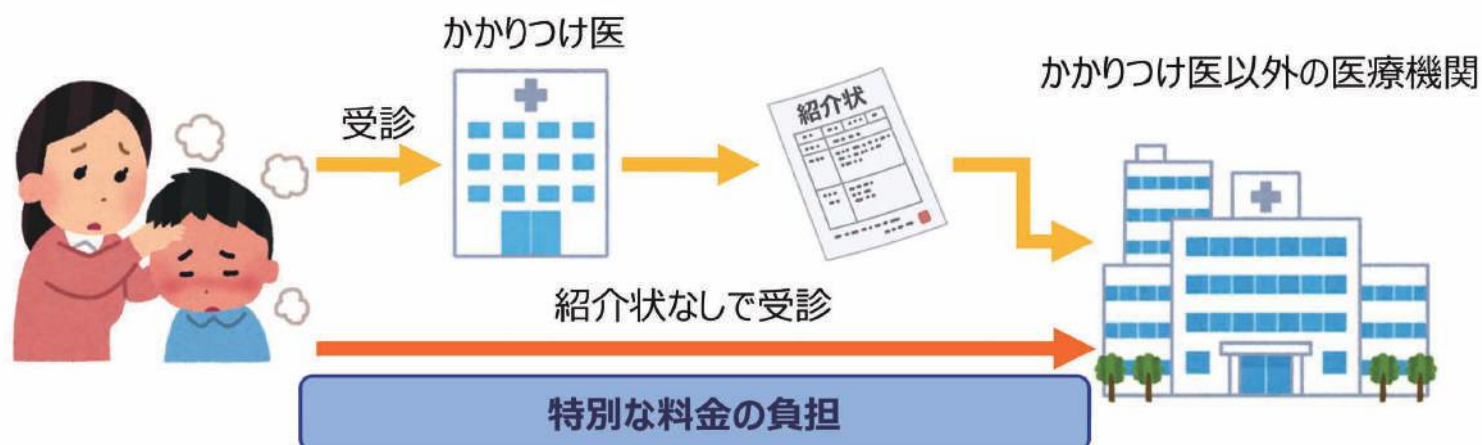 かかりつけ医
かかりつけ医以外の医療機関
受診
紹介状
紹介状なしで受診
特別な料金の負担